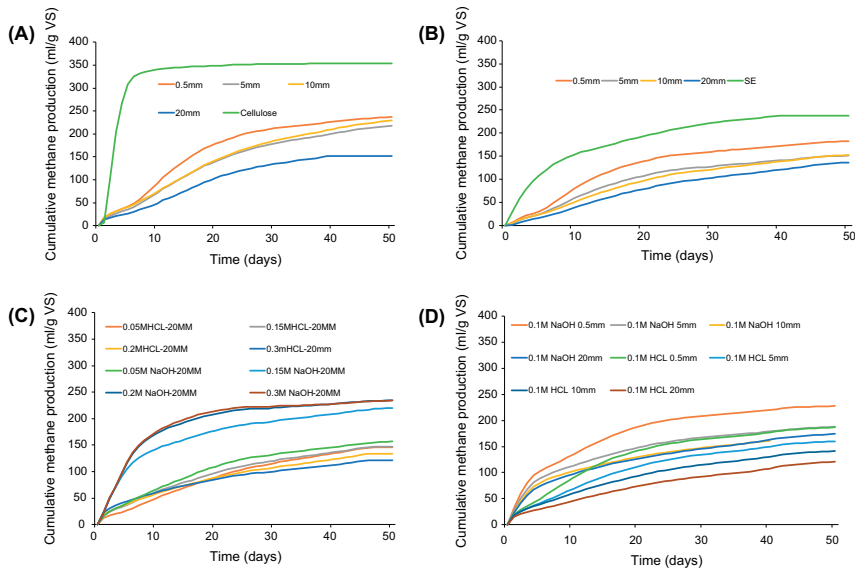 (A)
Cumulative methane production (ml/g VS)
400
350
300
250
200
150
100
50
0
0.5mm 5mm 10mm
20mm Cellulose
0 10 20 30 40 50
Time (days)
(B)
Cumulative methane production (ml/g VS)
400
350
300
250
200
150
100
50
0
0.5mm 5mm 10mm 20mm SE
0 10 20 30 40 50
Time (days)
(C)
Cumulative methane production (ml/g VS)
400
350
300
250
200
150
100
50
0
0.05MHCL-20MM 0.15MHCL-20MM
0.2MHCL-20MM 0.3mHCL-20mm
0.05M NaOH-20MM 0.15M NaOH-20MM
0.2M NaOH-20MM 0.3M NaOH-20MM
0 10 20 30 40 50
Time (days)
(D)
Cumulative methane production (ml/g VS)
400
350
300
250
200
150
100
50
0
0.1M NaOH 0.5mm 0.1M NaOH 5mm 0.1M NaOH 10mm
0.1M NaOH 20mm 0.1M HCL 0.5mm 0.1M HCL 5mm
0.1M HCL 10mm 0.1M HCL 20mm
0 10 20 30 40 50
Time (days)